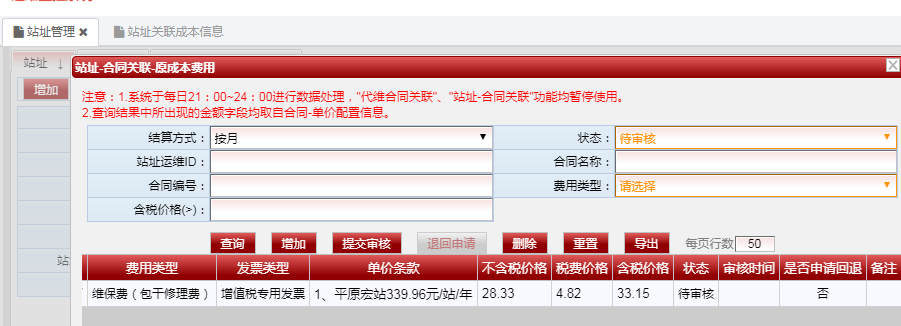 站址管理 ✖ 站址关联成本信息
站址 ↓
站址-合同关联-原成本费用
增加
注意：1.系统于每日21：00~24：00进行数据处理，"代维合同关联"、"站址-合同关联"功能均暂停使用。
2.查询结果中所出现的金额字段均取自合同-单价配置信息。
结算方式： 按月 状态： 待审核
站址运维ID： 合同名称：
合同编号： 费用类型： 请选择
含税价格(>)：
查询 增加 提交审核 退回申请 删除 重置 导出 每页行数 50
站
费用类型 发票类型 单价条款 不含税价格 税费价格 含税价格 状态 审核时间 是否申请回退 备注
维保费（包干修理费） 增值税专用发票 1、平原宏站339.96元/站/年 28.33 4.82 33.15 待审核 否